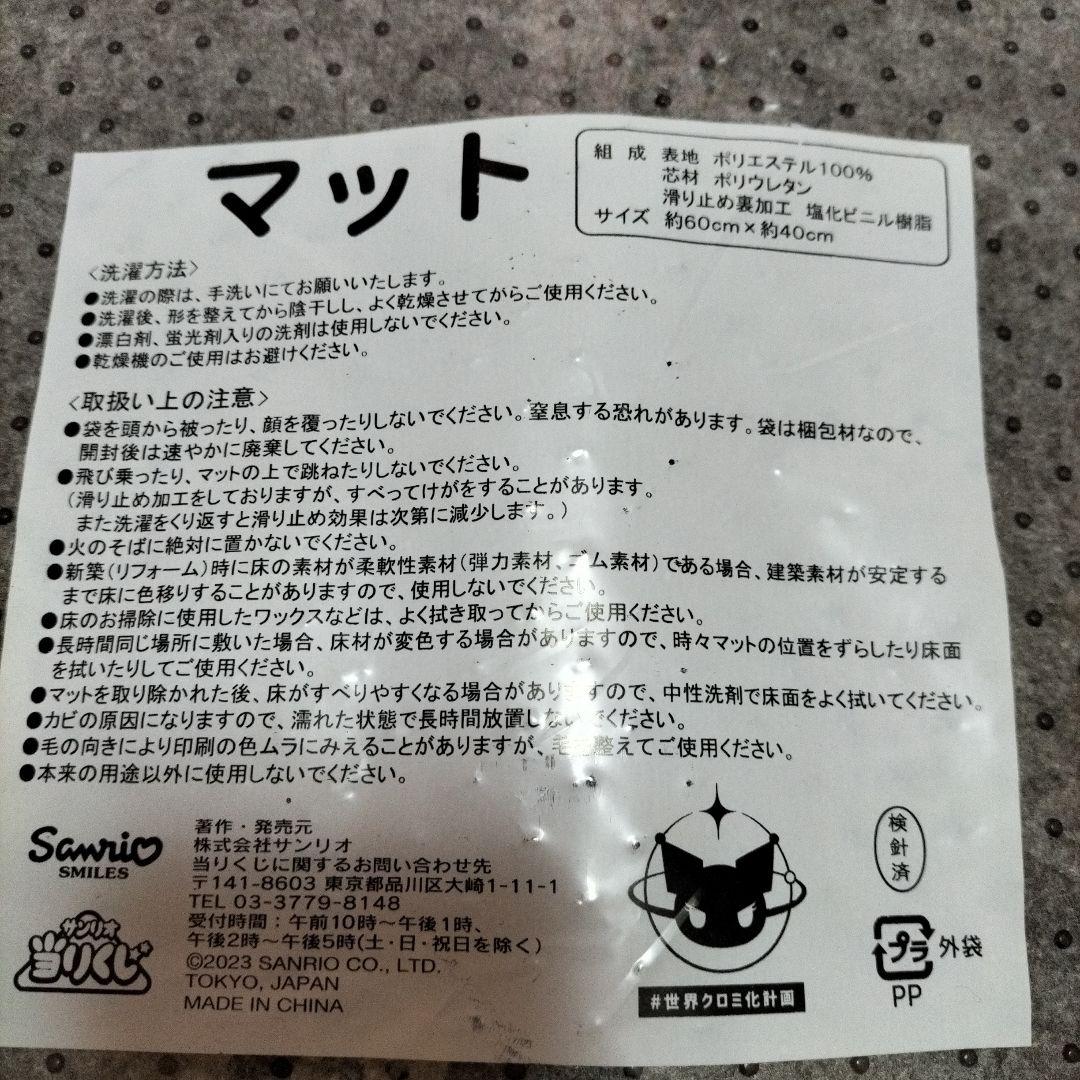 マット
組成 表地 ポリエステル100%
芯材 ポリウレタン
滑り止め裏加工 塩化ビニル樹脂
サイズ 約60cm×約40cm
〈洗濯方法〉
●洗濯の際は、手洗いにてお願いいたします。
●洗濯後、形を整えてから陰干しし、よく乾燥させてからご使用ください。
●漂白剤、蛍光剤入りの洗剤は使用しないでください。
●乾燥機のご使用はお避けください。
〈取扱い上の注意〉
●袋を頭から被ったり、顔を覆ったりしないでください。窒息する恐れがあります。袋は梱包材なので、
開封後は速やかに廃棄してください。
●飛び乗ったり、マットの上で跳ねたりしないでください。
(滑り止め加工をしておりますが、すべってけがをすることがあります。
また洗濯をくり返すと滑り止め効果は次第に減少します。)
●火のそばに絶対に置かないでください。
●新築(リフォーム)時に床の素材が柔軟性素材(弾力素材、ゴム素材)である場合、建築素材が安定する
まで床に色移りすることがありますので、使用しないでください。
●床のお掃除に使用したワックスなどは、よく拭き取ってからご使用ください。
●長時間同じ場所に敷いた場合、床材が変色する場合がありますので、時々マットの位置をずらしたり床面
を拭いたりしてご使用ください。
●マットを取り除かれた後、床がすべりやすくなる場合がありますので、中性洗剤で床面をよく拭いてください。
●カビの原因になりますので、濡れた状態で長時間放置しないでください。
●毛の向きにより印刷の色ムラにみえることがありますが、毛を整えてご使用ください。
●本来の用途以外に使用しないでください。
Sanrio
SMILES
サンリオ
当りくじ
著作・発売元
株式会社サンリオ
当りくじに関するお問い合わせ先
〒141-8603 東京都品川区大崎1-11-1
TEL 03-3779-8148
受付時間：午前10時〜午後1時、
午後2時〜午後5時(土・日・祝日を除く)
©2023 SANRIO CO., LTD.
TOKYO, JAPAN
MADE IN CHINA
#世界クロミ化計画
検針済
プラ 外袋
PP